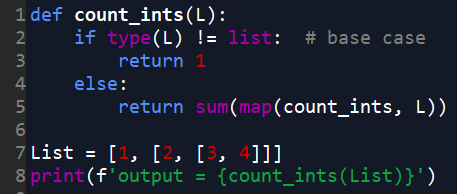 1 def count_ints(L):
2     if type(L) != list:  # base case
3         return 1
4     else:
5         return sum(map(count_ints, L))
6
7 List = [1, [2, [3, 4]]]
8 print(f'output = {count_ints(List)}')